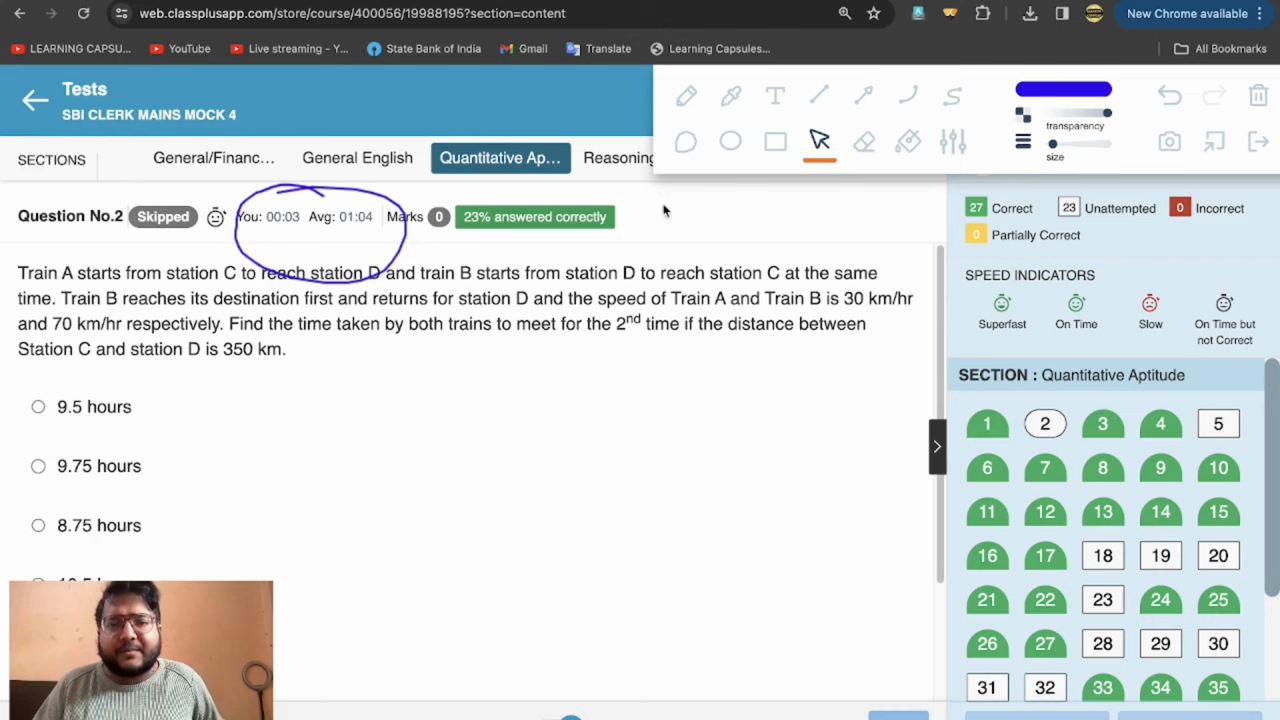 web.classplusapp.com/store/course/400056/19988195?section=content
New Chrome available
LEARNING CAPSU...
YouTube
Live streaming - Y...
State Bank of India
Gmail
Translate
Learning Capsules...
All Bookmarks
Tests
SBI CLERK MAINS MOCK 4
T
transparency
size
SECTIONS
General/Financ...
General English
Quantitative Ap...
Reasoning
Question No.2
Skipped
You: 00:03
Avg: 01:04
Marks 0
23% answered correctly
27 Correct
23 Unattempted
0 Incorrect
0 Partially Correct
Train A starts from station C to reach station D and train B starts from station D to reach station C at the same
time. Train B reaches its destination first and returns for station D and the speed of Train A and Train B is 30 km/hr
and 70 km/hr respectively. Find the time taken by both trains to meet for the 2nd time if the distance between
Station C and station D is 350 km.
9.5 hours
9.75 hours
8.75 hours
SPEED INDICATORS
Superfast
On Time
Slow
On Time but
not Correct
SECTION : Quantitative Aptitude
1 2 3 4 5
6 7 8 9 10
11 12 13 14 15
16 17 18 19 20
21 22 23 24 25
26 27 28 29 30
31 32 33 34 35